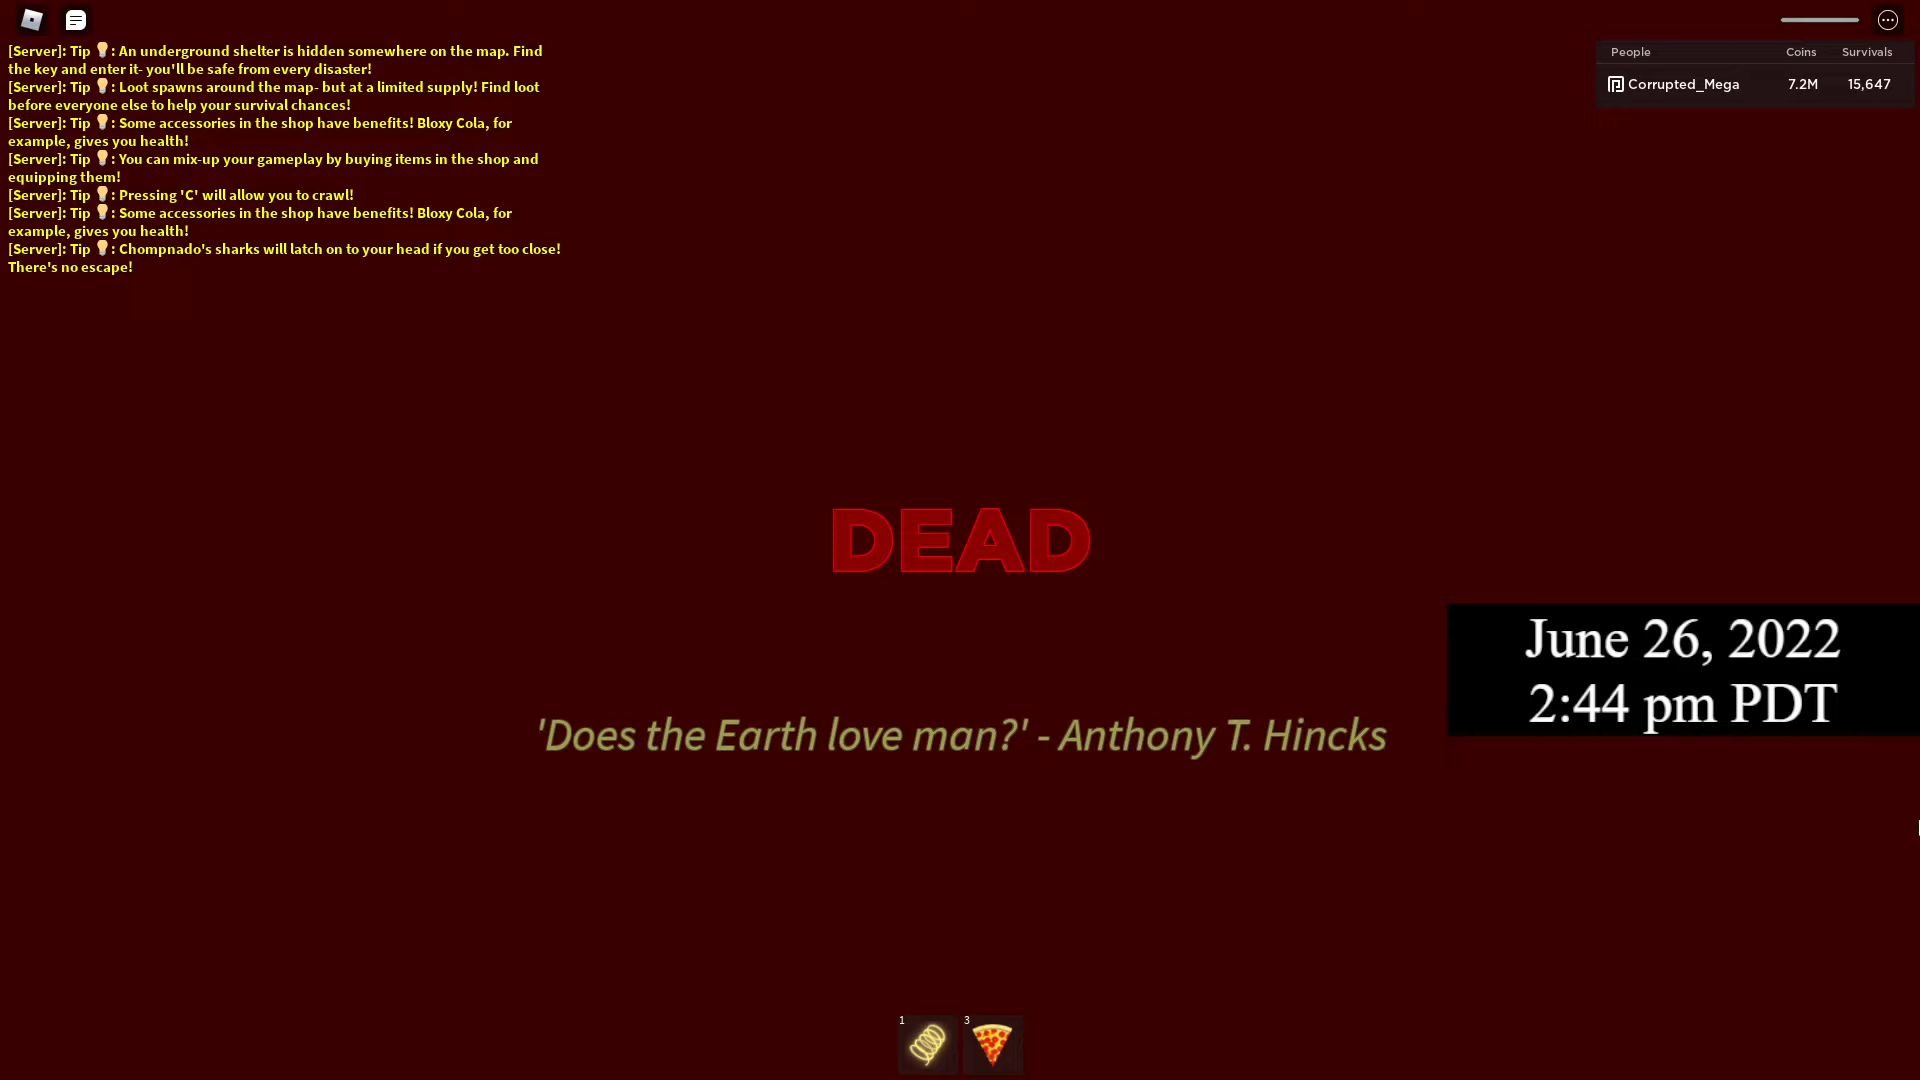 [Server]: Tip 💡: An underground shelter is hidden somewhere on the map. Find
the key and enter it- you'll be safe from every disaster!
[Server]: Tip 💡: Loot spawns around the map- but at a limited supply! Find loot
before everyone else to help your survival chances!
[Server]: Tip 💡: Some accessories in the shop have benefits! Bloxy Cola, for
example, gives you health!
[Server]: Tip 💡: You can mix-up your gameplay by buying items in the shop and
equipping them!
[Server]: Tip 💡: Pressing 'C' will allow you to crawl!
[Server]: Tip 💡: Some accessories in the shop have benefits! Bloxy Cola, for
example, gives you health!
[Server]: Tip 💡: Chompnado's sharks will latch on to your head if you get too close!
There's no escape!
People Coins Survivals
Corrupted_Mega 7.2M 15,647
DEAD
June 26, 2022
2:44 pm PDT
'Does the Earth love man?' - Anthony T. Hincks
1 3